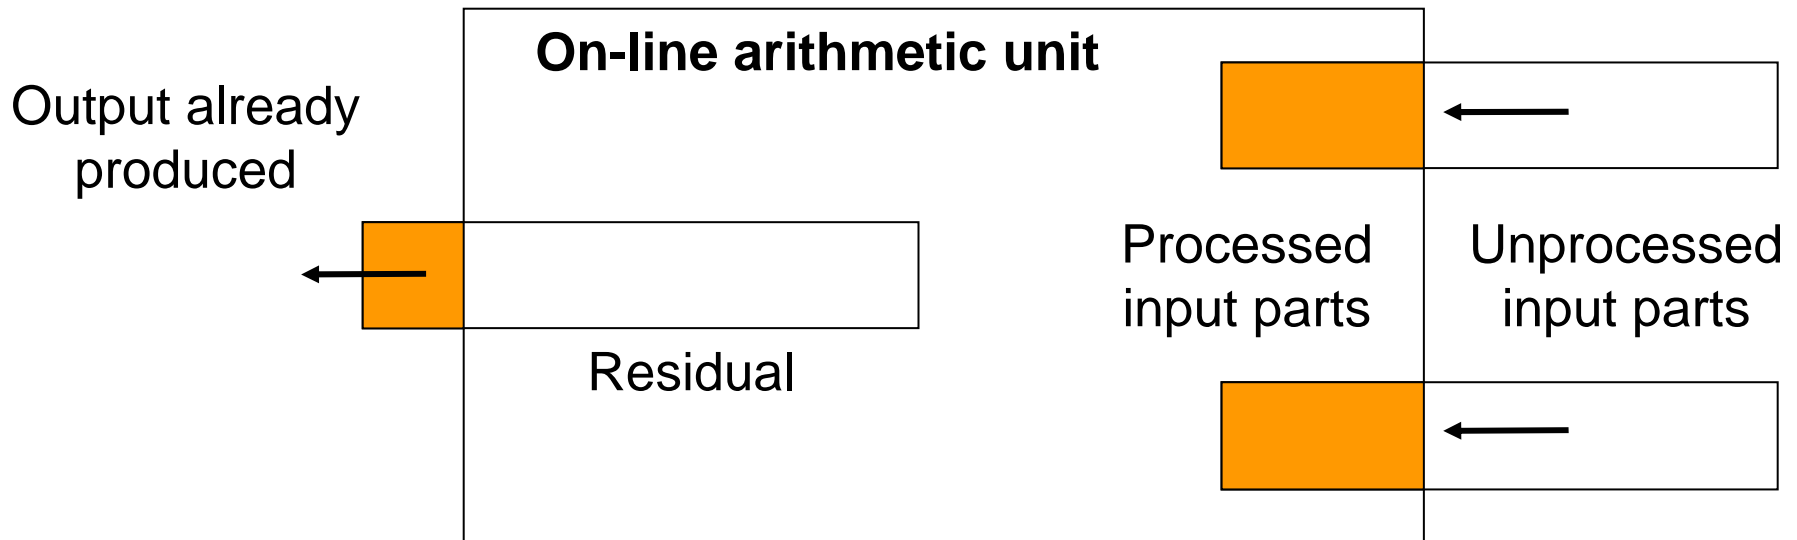 On-line arithmetic unit
Output already
produced
Processed
input parts
Unprocessed
input parts
Residual